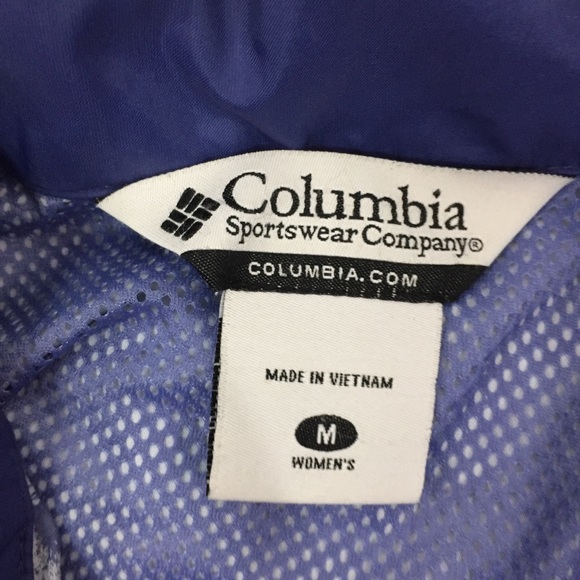 Columbia
Sportswear Company®
COLUMBIA.COM
MADE IN VIETNAM
M
WOMEN'S